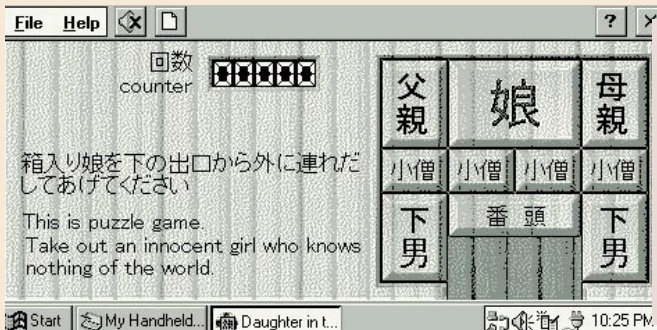 File Help ?
回数
counter
箱入り娘を下の出口から外に連れだ
してあげてください
This is puzzle game.
Take out an innocent girl who knows
nothing of the world.
父親 娘 母親
小僧 小僧 小僧 小僧
下男 番頭 下男
Start My Handheld... Daughter in t... 10:25 PM